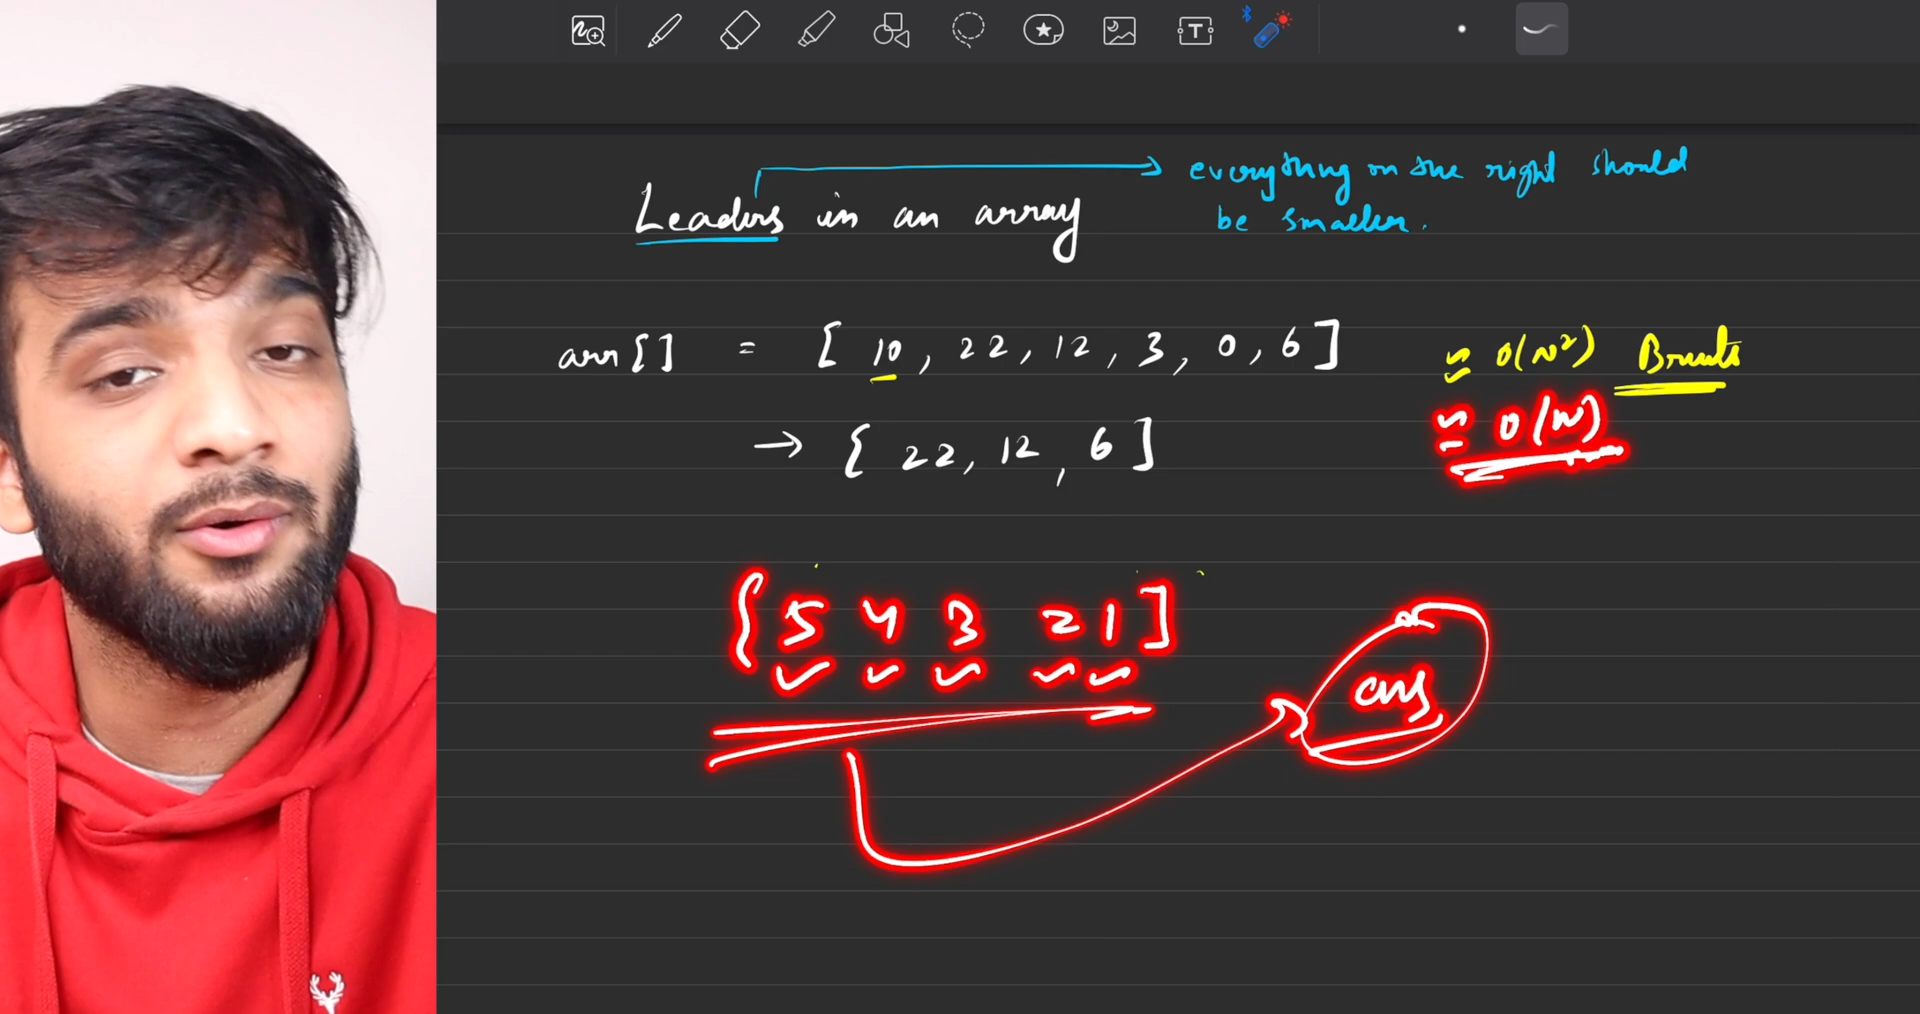 Leaders in an array → everything on the right should
be smaller.
arr[] = [ 10, 22, 12, 3, 0, 6 ] ≈ O(N²) Brute
→ { 22, 12, 6 ] ≈ O(N)
{ 5 4 3 2 1 ]
ans